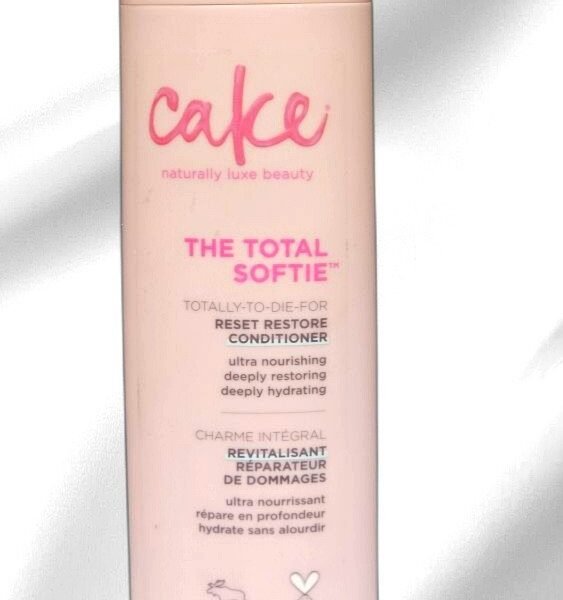 cake®
naturally luxe beauty
THE TOTAL
SOFTIE™
TOTALLY-TO-DIE-FOR
RESET RESTORE
CONDITIONER
ultra nourishing
deeply restoring
deeply hydrating
CHARME INTÉGRAL
REVITALISANT
RÉPARATEUR
DE DOMMAGES
ultra nourrissant
répare en profondeur
hydrate sans alourdir